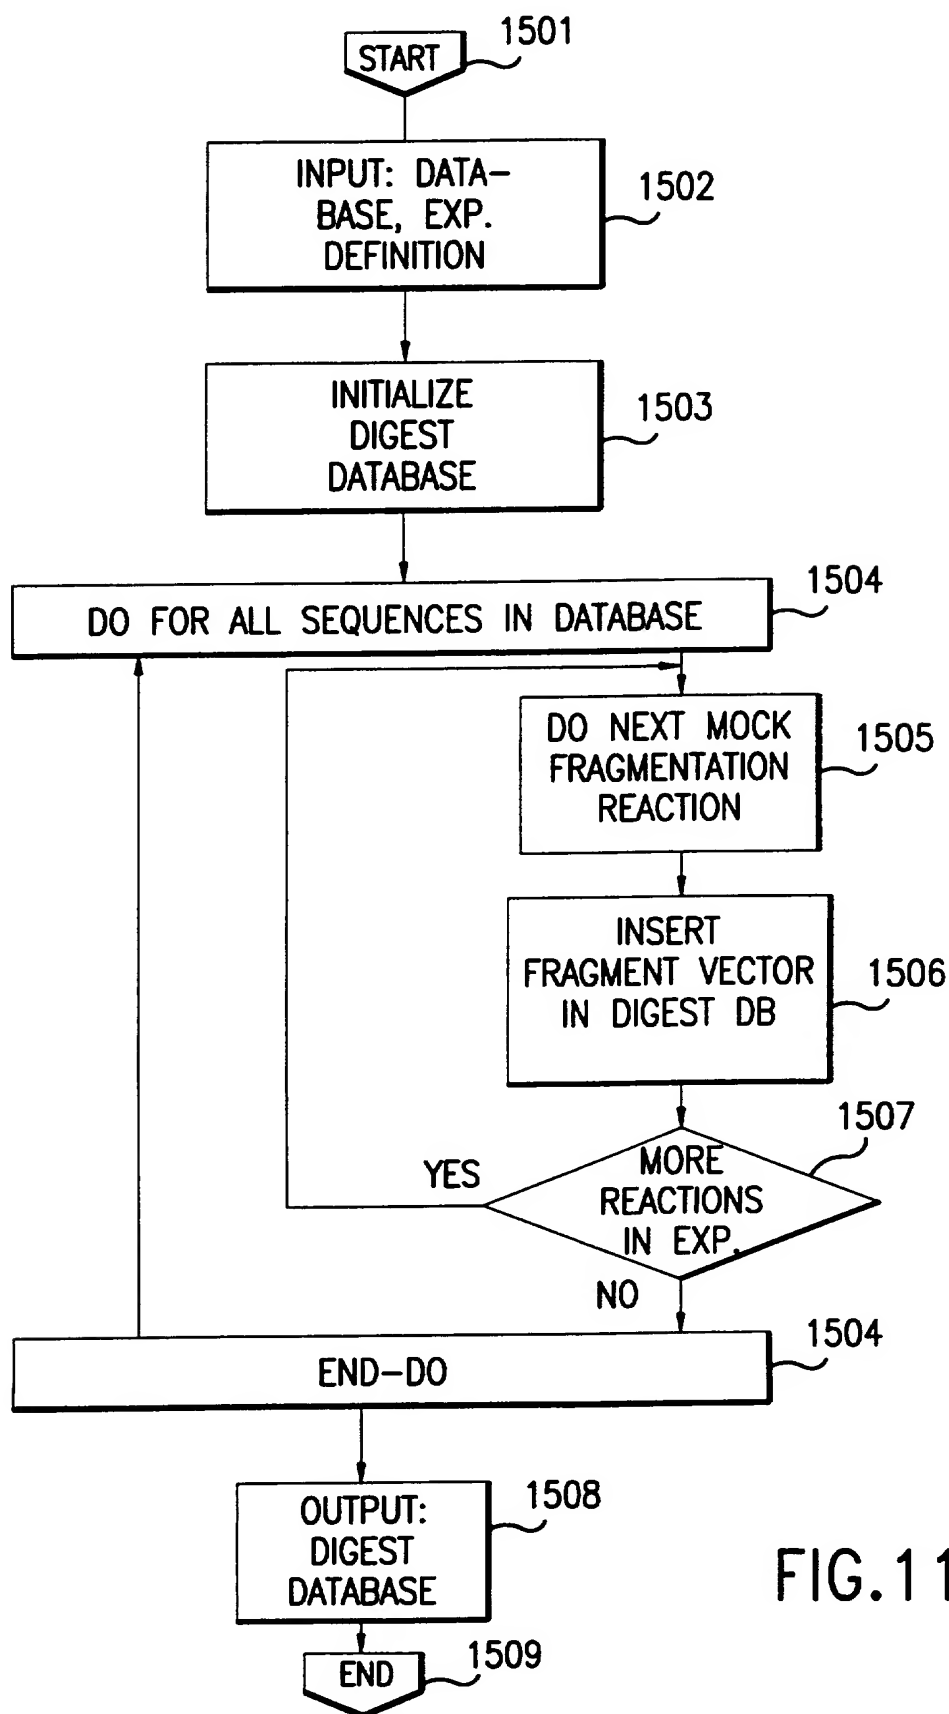 START
1501
INPUT: DATA-
BASE, EXP.
DEFINITION
1502
INITIALIZE
DIGEST
DATABASE
1503
DO FOR ALL SEQUENCES IN DATABASE
1504
DO NEXT MOCK
FRAGMENTATION
REACTION
1505
INSERT
FRAGMENT VECTOR
IN DIGEST DB
1506
MORE
REACTIONS
IN EXP.
1507
YES
NO
END-DO
1504
OUTPUT:
DIGEST
DATABASE
1508
END
1509
FIG.11